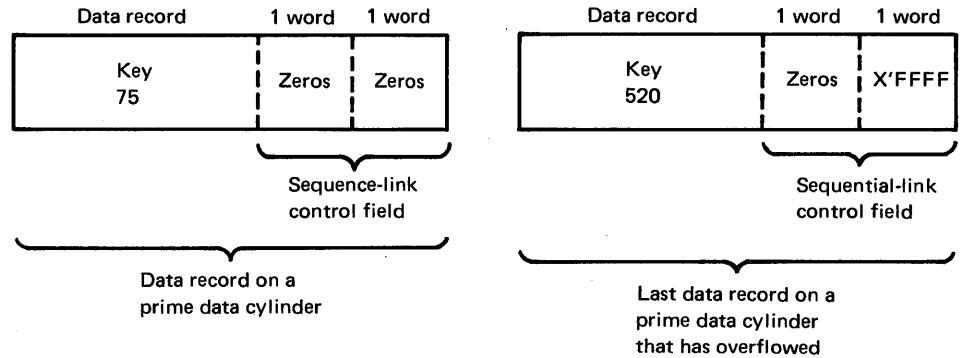 Data record 1 word 1 word
Key
75
Zeros
Zeros
Sequence-link
control field
Data record on a
prime data cylinder
Data record 1 word 1 word
Key
520
Zeros
X'FFFF
Sequential-link
control field
Last data record on a
prime data cylinder
that has overflowed